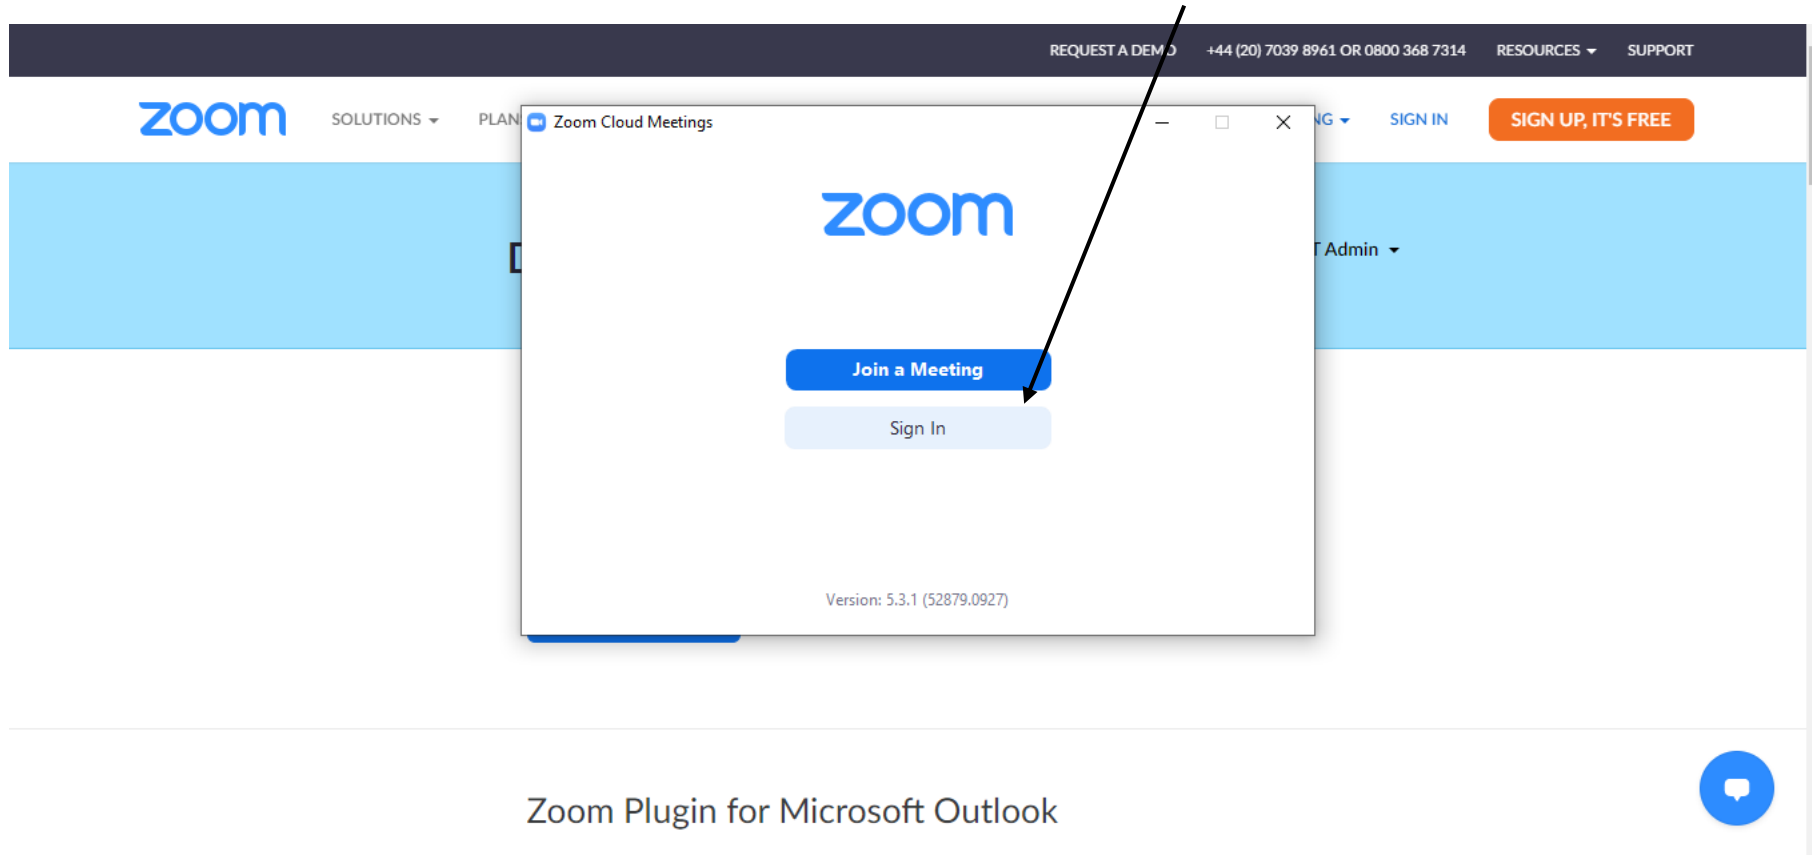 REQUEST A DEMO +44 (20) 7039 8961 OR 0800 368 7314 RESOURCES SUPPORT
zoom SOLUTIONS SIGN IN SIGN UP, IT'S FREE
Zoom Cloud Meetings
zoom
Admin
Join a Meeting
Sign In
Version: 5.3.1 (52879.0927)
Zoom Plugin for Microsoft Outlook